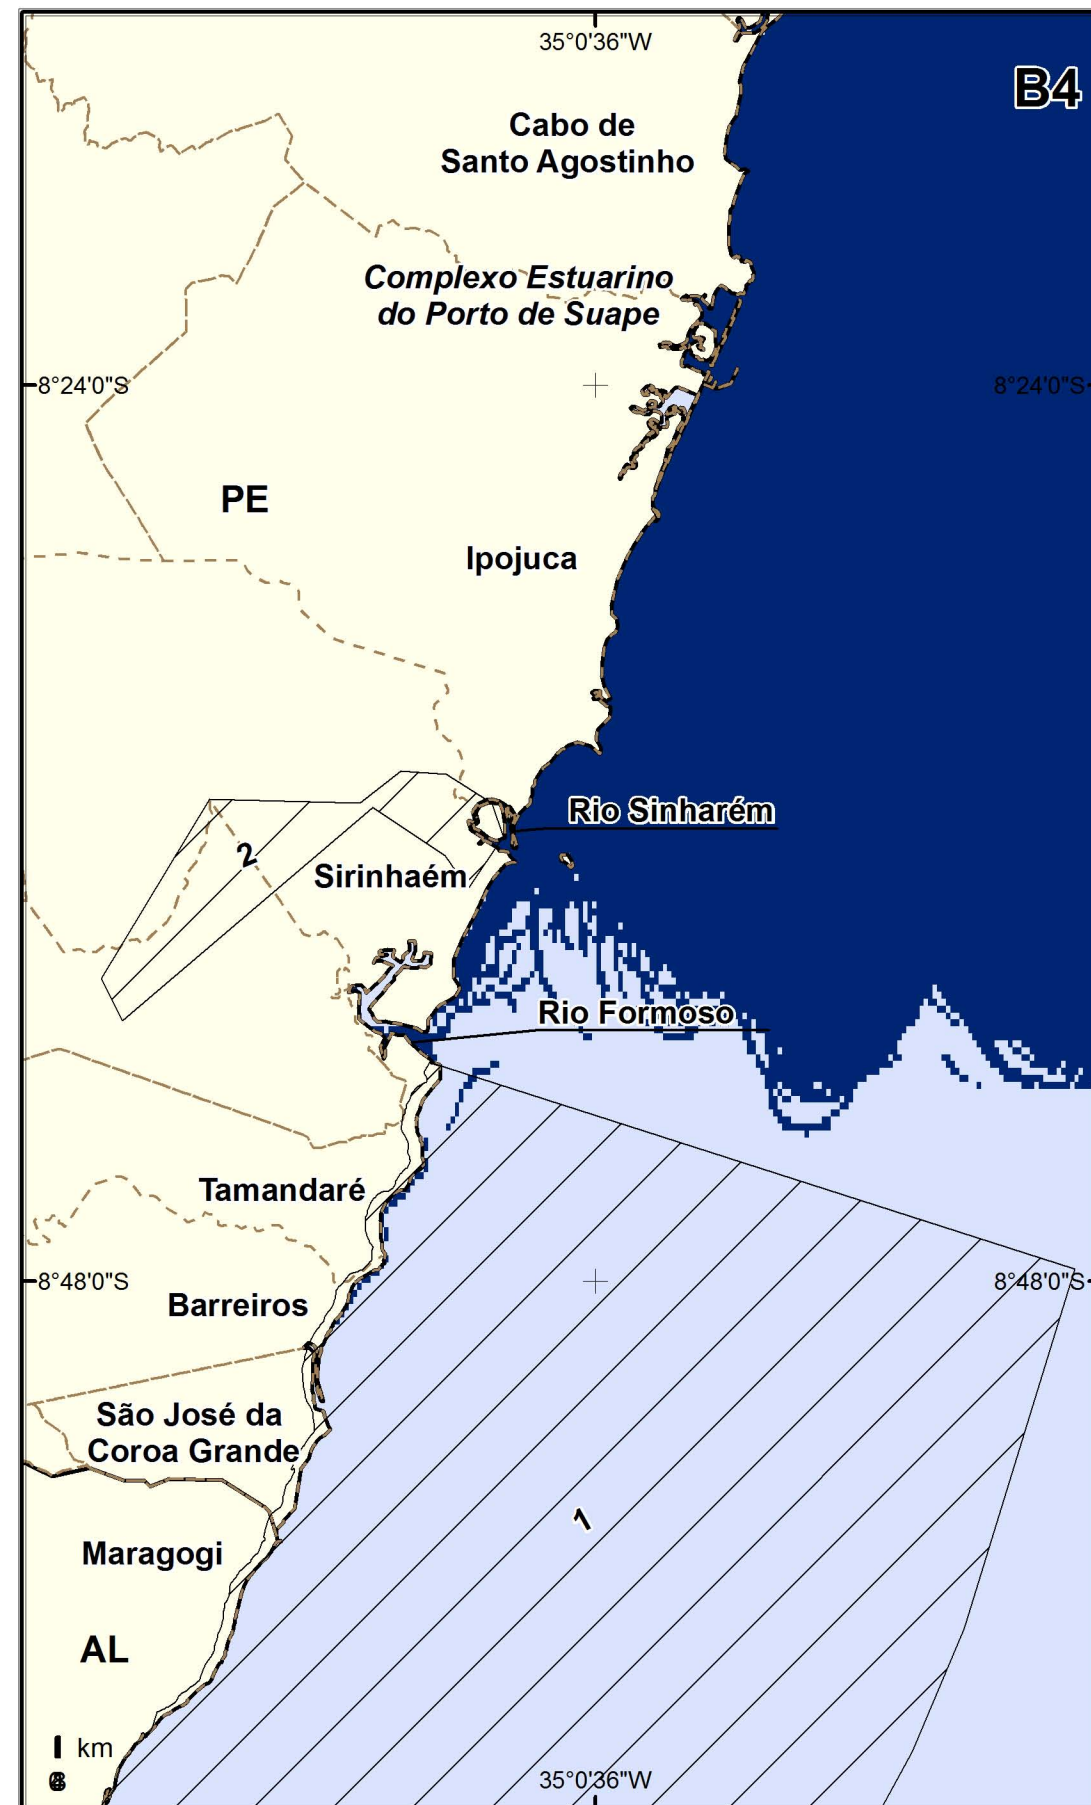 35°0'36"W
B4
Cabo de
Santo Agostinho
Complexo Estuarino
do Porto de Suape
8°24'0"S
8°24'0"S
PE
Ipojuca
Rio Sinharém
2
Sirinhaém
Rio Formoso
Tamandaré
8°48'0"S
8°48'0"S
Barreiros
São José da
Coroa Grande
1
Maragogi
AL
km
35°0'36"W